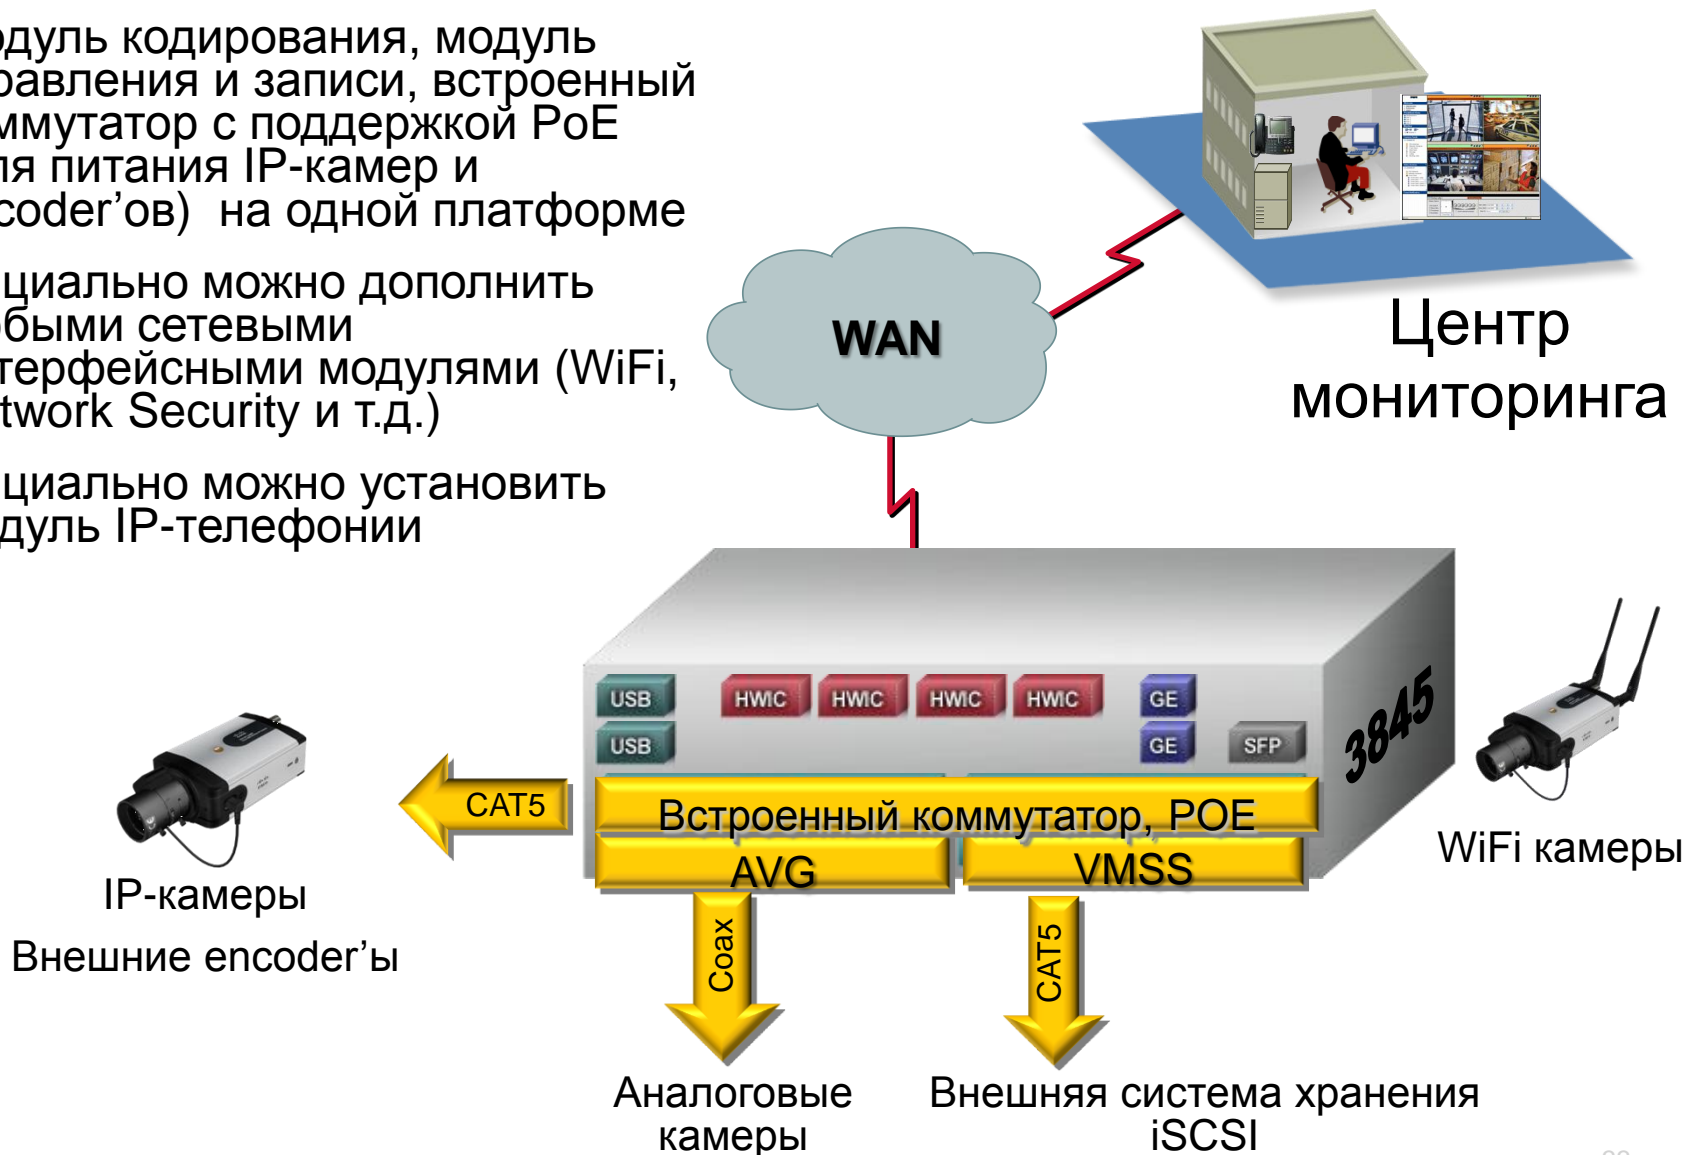 одуль кодирования, модуль
равления и записи, встроенный
ммутатор с поддержкой PoE
ля питания IP-камер и
coder’ов) на одной платформе
циально можно дополнить
обыми сетевыми
терфейсными модулями (WiFi,
twork Security и т.д.)
циально можно установить
дуль IP-телефонии
WAN
Центр
мониторинга
USB
HWIC
HWIC
HWIC
HWIC
GE
USB
GE
SFP
3845
CAT5
Встроенный коммутатор, POE
AVG
VMSS
WiFi камеры
IP-камеры
Внешние encoder’ы
Coax
CAT5
Аналоговые
камеры
Внешняя система хранения
iSCSI